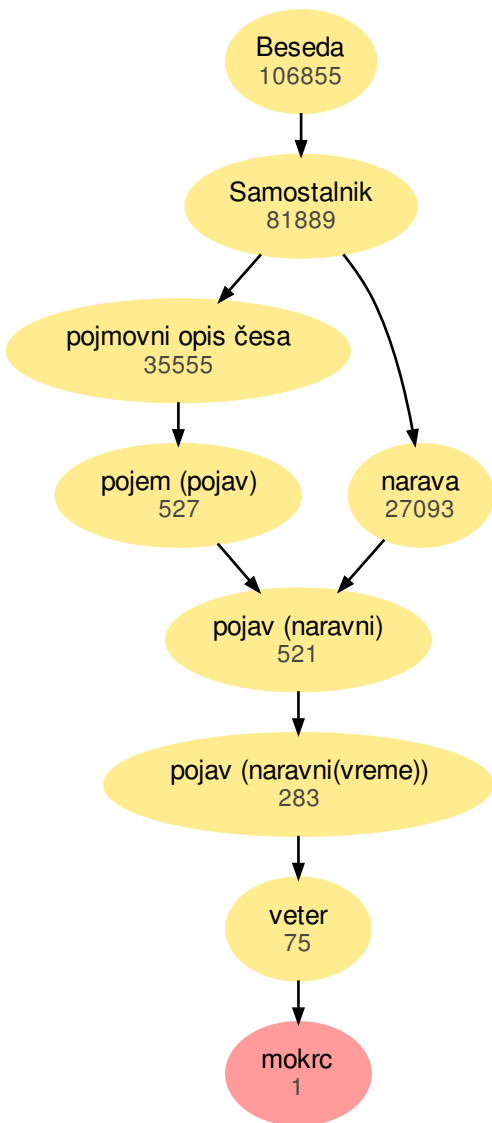 Beseda
106855
Samostalnik
81889
pojmovni opis česa
35555
pojem (pojav)
527
narava
27093
pojav (naravni)
521
pojav (naravni(vreme))
283
veter
75
mokrc
1